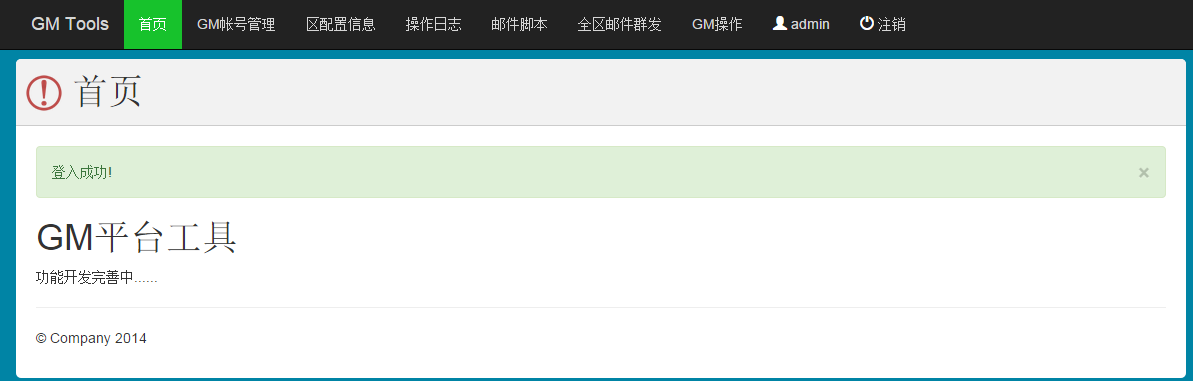 GM Tools 首页 GM帐号管理 区配置信息 操作日志 邮件脚本 全区邮件群发 GM操作 admin 注销
首页
登入成功! ×
GM平台工具
功能开发完善中......
© Company 2014